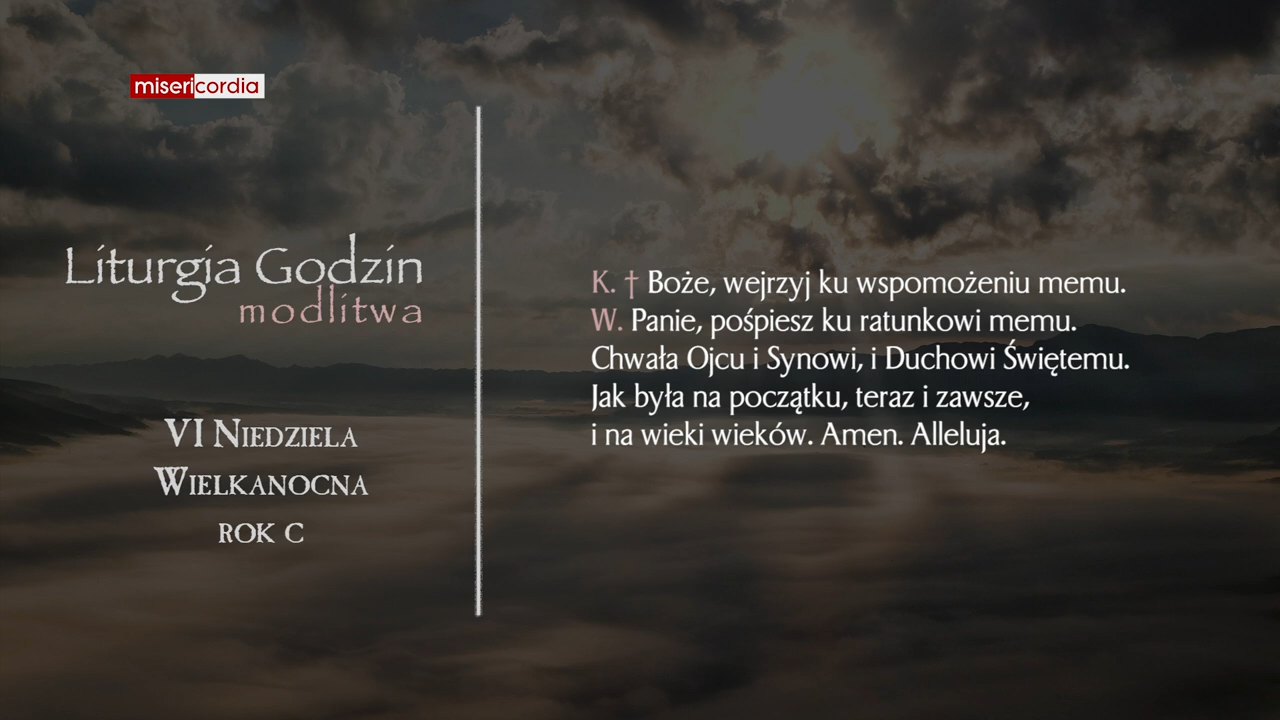 misericordia
Liturgia Godzin
modlitwa
VI Niedziela
Wielkanocna
rok C
K. † Boże, wejrzyj ku wspomożeniu memu.
W. Panie, pośpiesz ku ratunkowi memu.
Chwała Ojcu i Synowi, i Duchowi Świętemu.
Jak była na początku, teraz i zawsze,
i na wieki wieków. Amen. Alleluja.